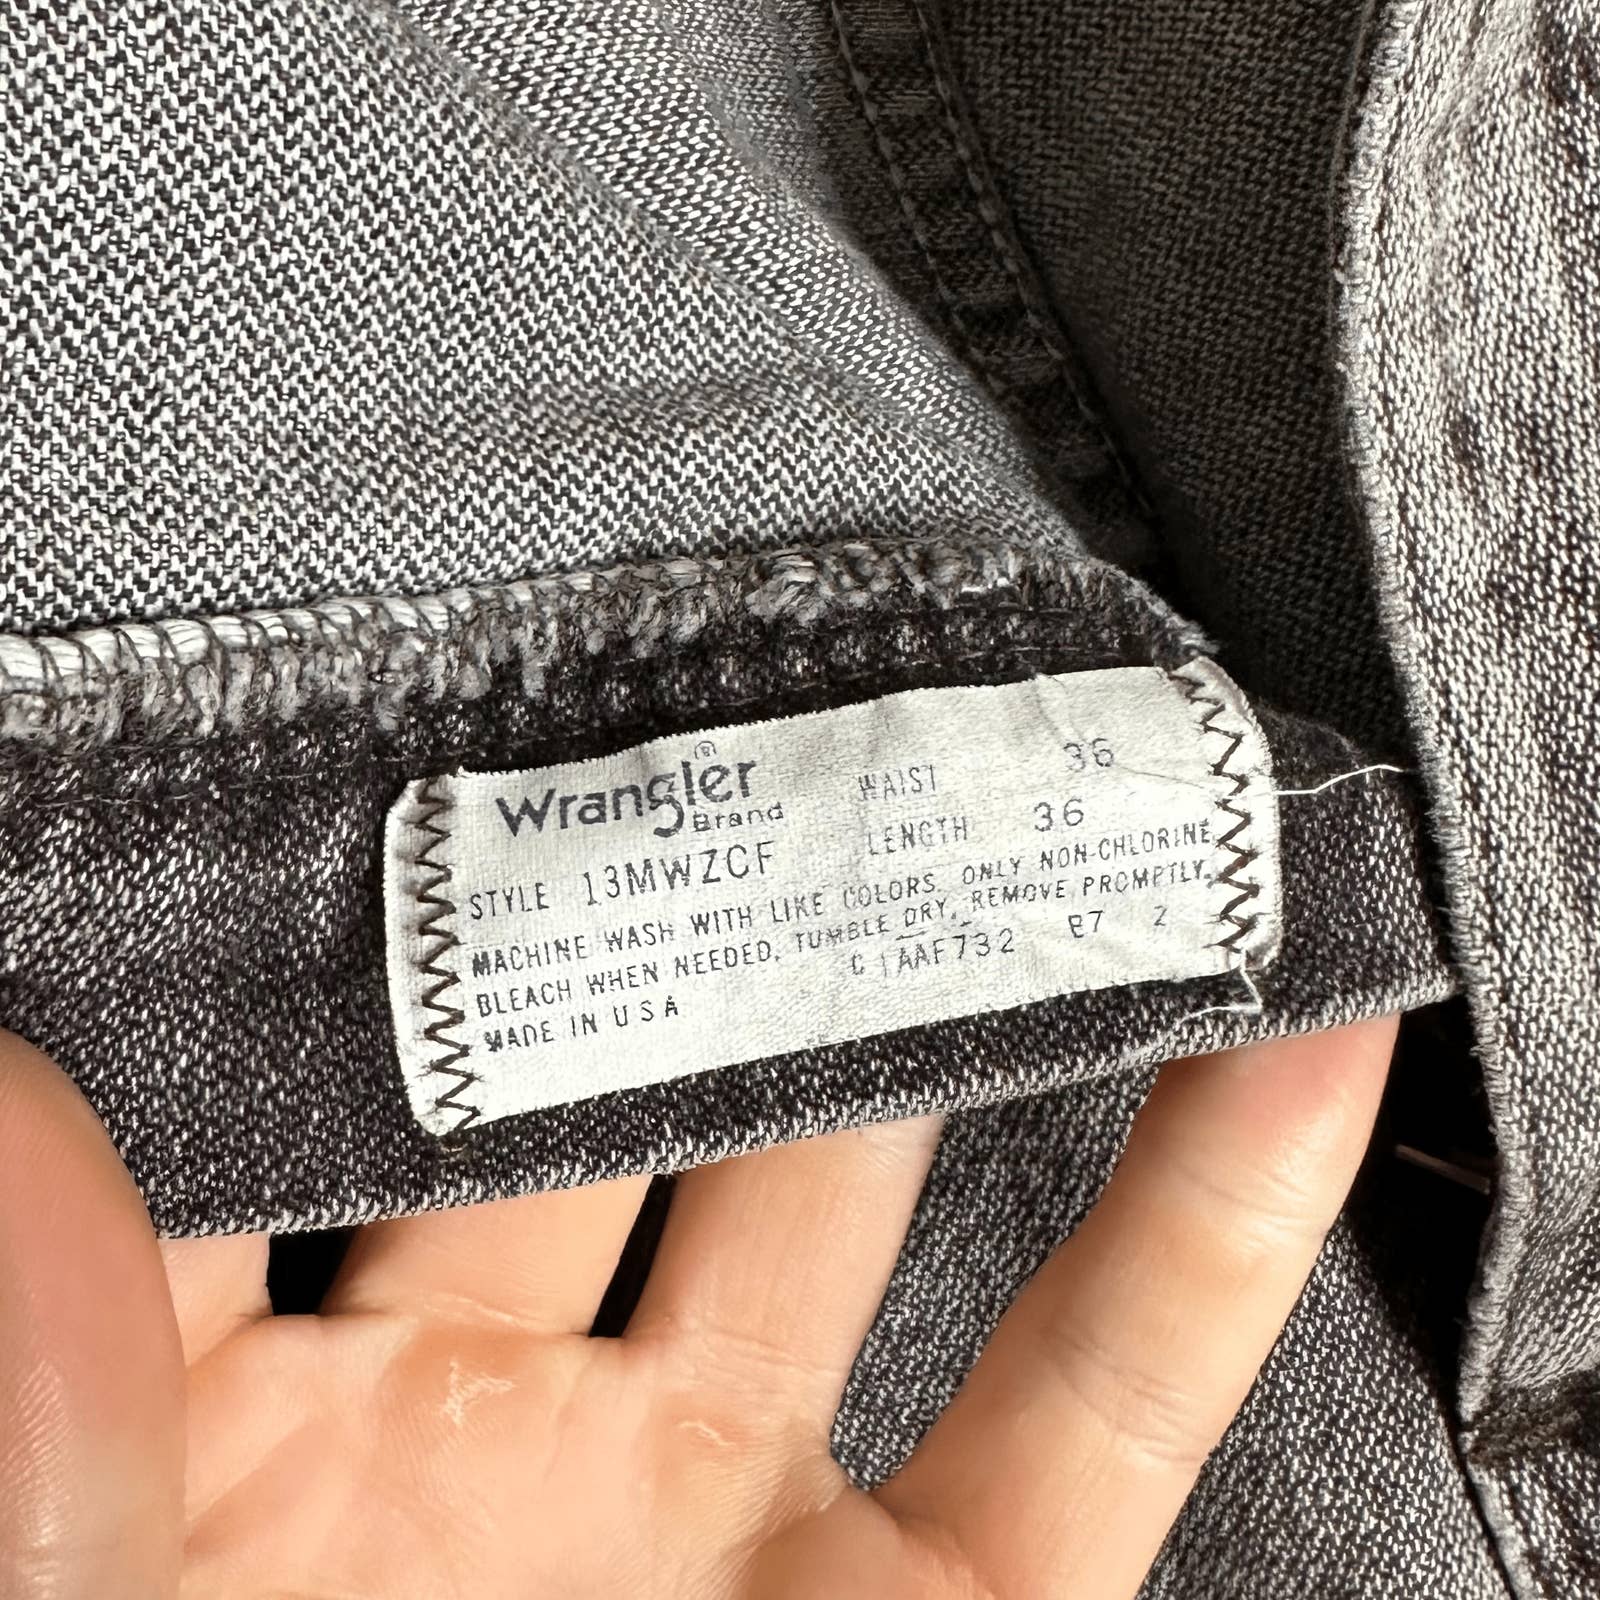 Wrangler®
Brand
WAIST 36
LENGTH 36
STYLE 13MWZCF
MACHINE WASH WITH LIKE COLORS. ONLY NON-CHLORINE
BLEACH WHEN NEEDED. TUMBLE DRY. REMOVE PROMPTLY.
MADE IN U S A C 1AAF732 87 2